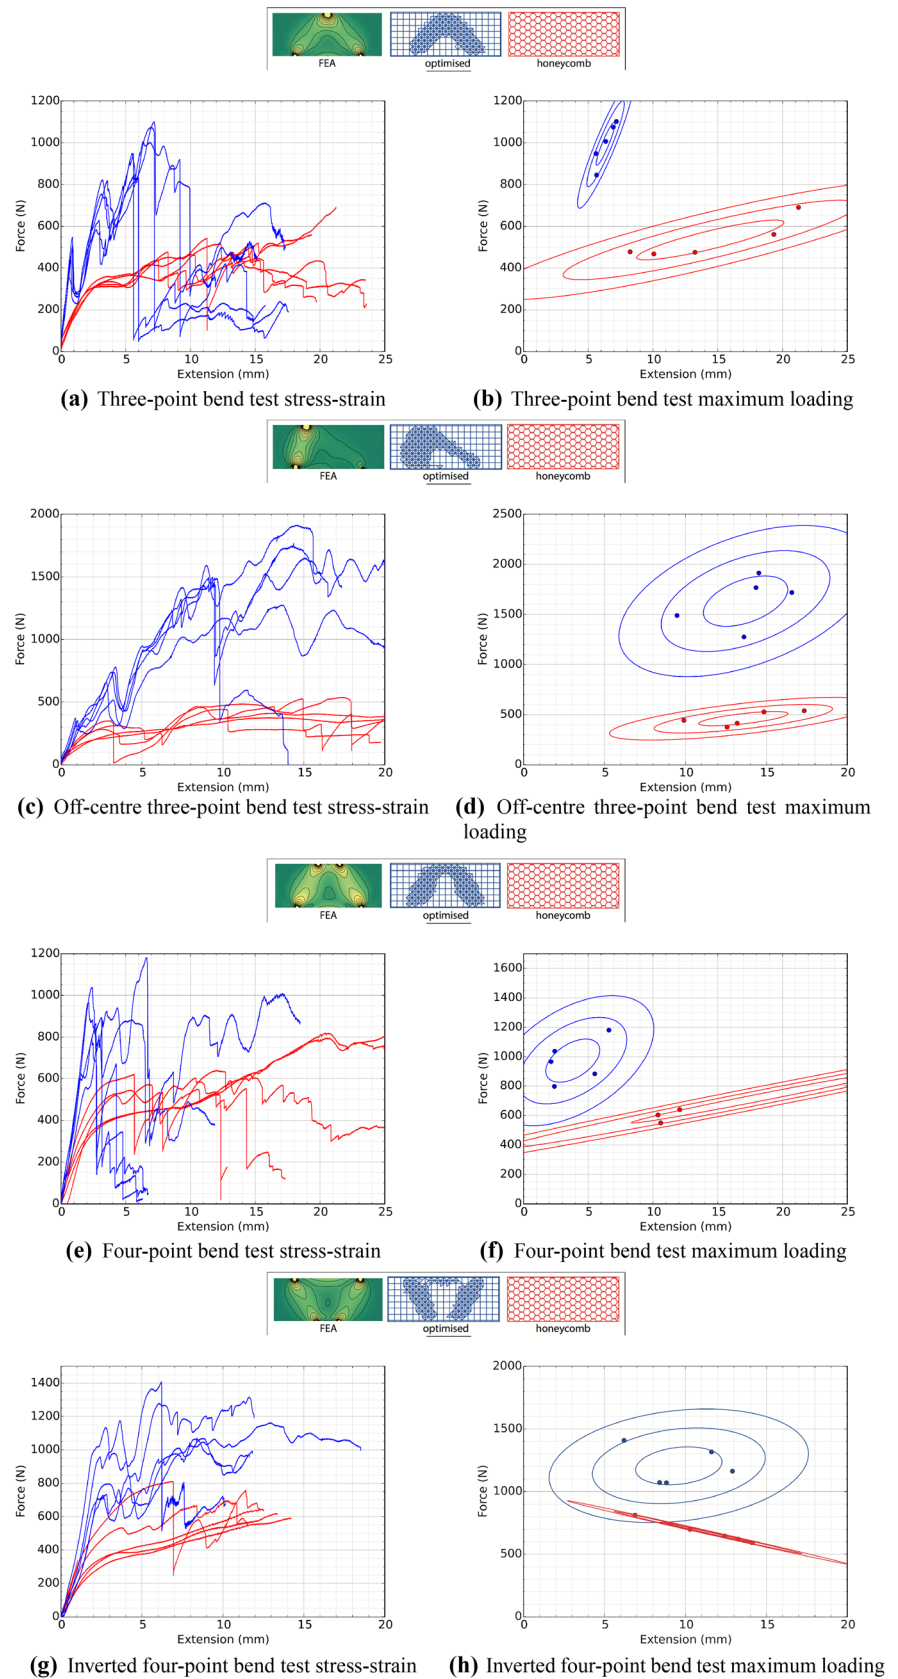 FEA optimised honeycomb
1200
1000
800
600
400
200
0
Force (N)
0 5 10 15 20 25
Extension (mm)
(a) Three-point bend test stress-strain
1200
1000
800
600
400
200
0
Force (N)
0 5 10 15 20 25
Extension (mm)
(b) Three-point bend test maximum loading
FEA optimised honeycomb
2000
1500
1000
500
0
Force (N)
0 5 10 15 20
Extension (mm)
(c) Off-centre three-point bend test stress-strain
2500
2000
1500
1000
500
0
Force (N)
0 5 10 15 20
Extension (mm)
(d) Off-centre three-point bend test maximum
loading
FEA optimised honeycomb
1200
1000
800
600
400
200
0
Force (N)
0 5 10 15 20 25
Extension (mm)
(e) Four-point bend test stress-strain
1600
1400
1200
1000
800
600
400
200
0
Force (N)
0 5 10 15 20 25
Extension (mm)
(f) Four-point bend test maximum loading
FEA optimised honeycomb
1400
1200
1000
800
600
400
200
0
Force (N)
0 5 10 15 20
Extension (mm)
(g) Inverted four-point bend test stress-strain
2000
1500
1000
500
0
Force (N)
0 5 10 15 20
Extension (mm)
(h) Inverted four-point bend test maximum loading